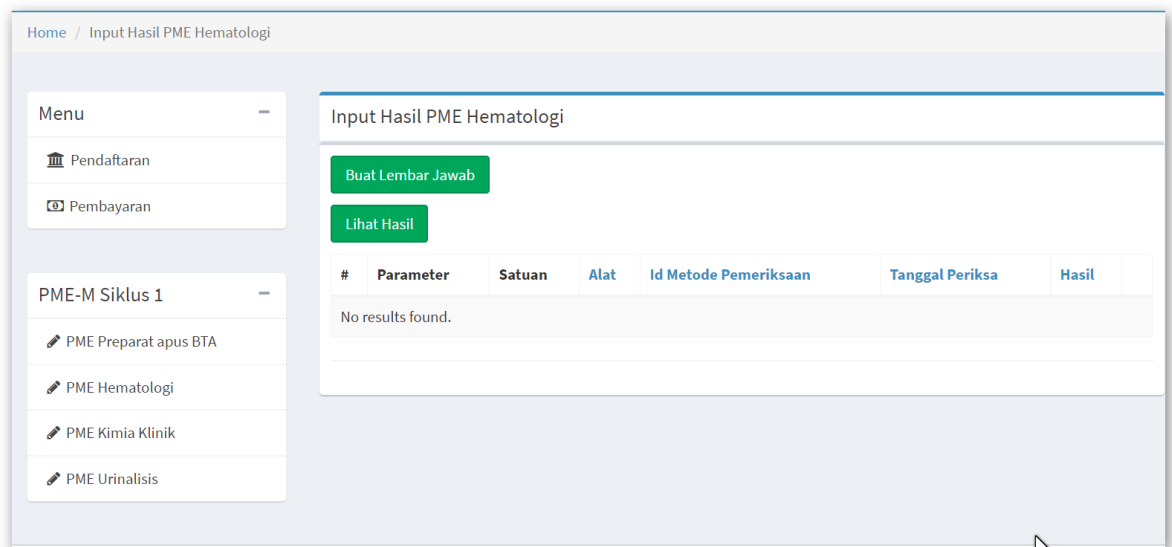 Home / Input Hasil PME Hematologi
Menu
Pendaftaran
Pembayaran
PME-M Siklus 1
PME Preparat apus BTA
PME Hematologi
PME Kimia Klinik
PME Urinalisis
Input Hasil PME Hematologi
Buat Lembar Jawab
Lihat Hasil
# Parameter Satuan Alat Id Metode Pemeriksaan Tanggal Periksa Hasil
No results found.